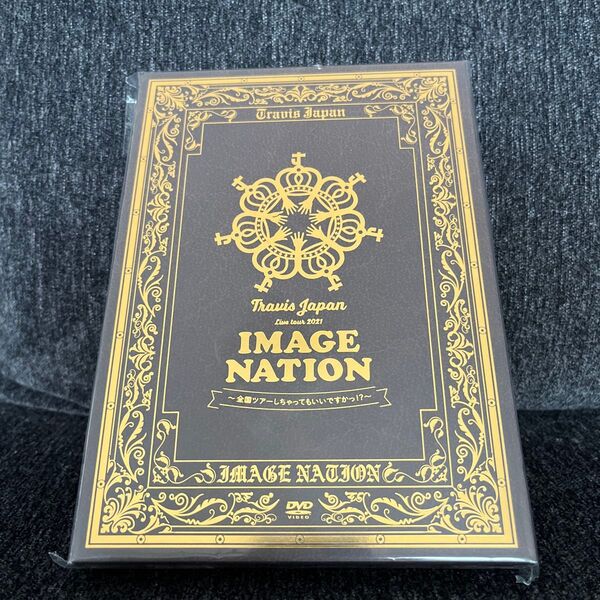 Travis Japan
Travis Japan
Live tour 2021
IMAGE
NATION
～全国ツアーしちゃってもいいですかっ!?～
IMAGE NATION
DVD
VIDEO